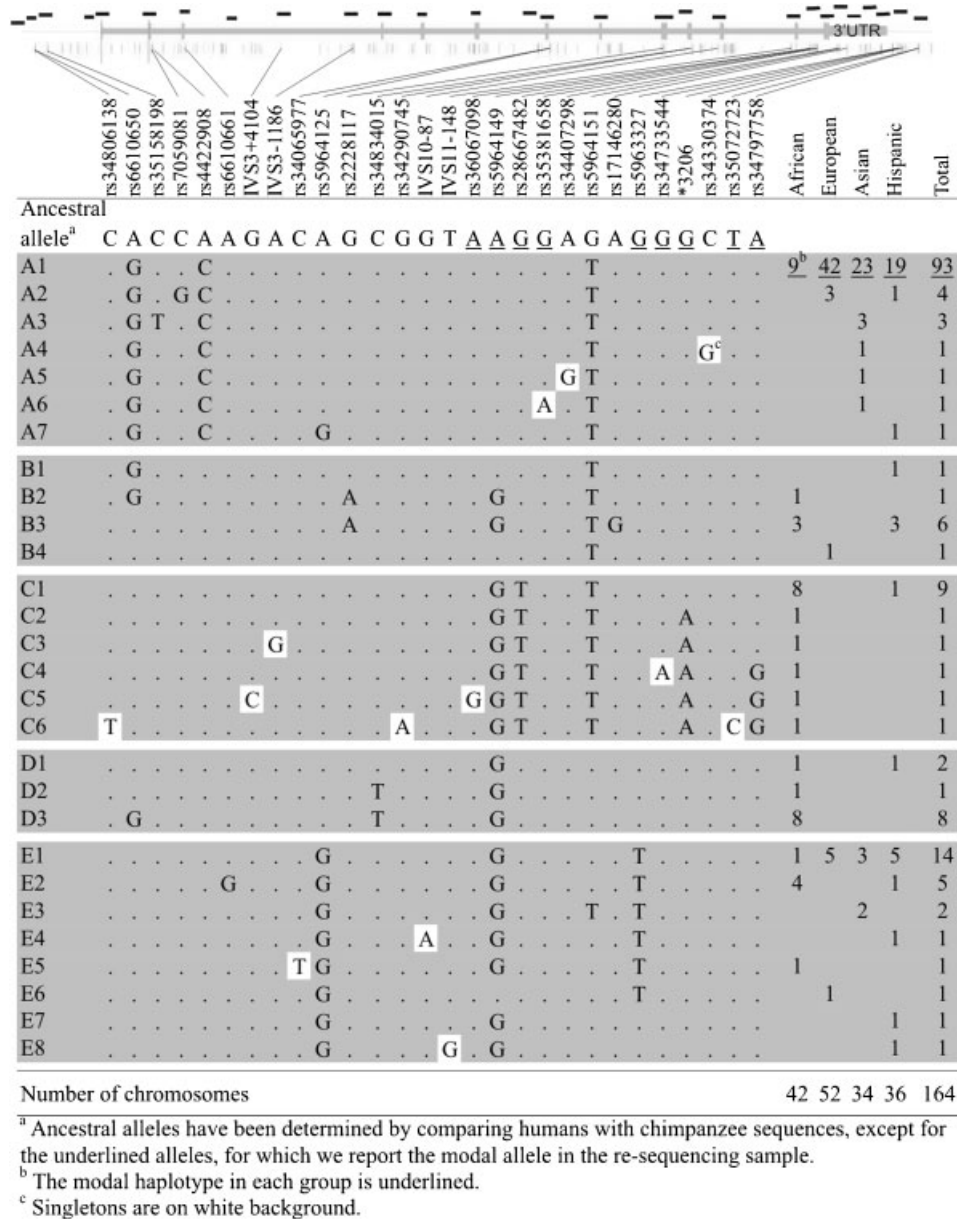 3'UTR
rs34806138 rs6610650 rs35158198 rs7059081 rs4422908 rs6610661 IVS3+4104 IVS3-1186 rs34065977 rs5964125 rs2228117 rs34834015 rs34290745 IVS10-87 IVS11-148 rs36067098 rs5964149 rs28667482 rs35381658 rs34407298 rs5964151 rs17146280 rs5963327 rs34733544 *3206 rs34330374 rs35072723 rs34797758 African European Asian Hispanic Total
Ancestral
allele^a C A C C A A G A C A G C G G T A A G G A G A G G G C T A
A1 . G . . C . . . . . . . . . . . . . . . T . . . . . . . 9^b 42 23 19 93
A2 . G . G C . . . . . . . . . . . . . . . T . . . . . . . 3 1 4
A3 . G T . C . . . . . . . . . . . . . . . T . . . . . . . 3 3
A4 . G . . C . . . . . . . . . . . . . . . T . . . . G^c . . 1 1
A5 . G . . C . . . . . . . . . . . . . . G T . . . . . . . 1 1
A6 . G . . C . . . . . . . . . . . . . A . T . . . . . . . 1 1
A7 . G . . C . . . . G . . . . . . . . . . T . . . . . . . 1 1
B1 . G . . . . . . . . . . . . . . . . . . T . . . . . . . 1 1
B2 . G . . . . . . . . A . . . . . G . . . T . . . . . . . 1 1
B3 . . . . . . . . . . A . . . . . G . . . T G . . . . . . 3 3 6
B4 . . . . . . . . . . . . . . . . . . . . T . . . . . . . 1 1
C1 . . . . . . . . . . . . . . . . G T . . T . . . . . . . 8 1 9
C2 . . . . . . . . . . . . . . . . G T . . T . . . A . . . 1 1
C3 . . . . . . . G . . . . . . . . G T . . T . . . A . . . 1 1
C4 . . . . . . . . . . . . . . . . G T . . T . . A A . . G 1 1
C5 . . . . . . C . . . . . . . . G G T . . T . . . A . . G 1 1
C6 T . . . . . . . . . . . A . . . G T . . T . . . A . C G 1 1
D1 . . . . . . . . . . . . . . . . G . . . . . . . . . . . 1 1 2
D2 . . . . . . . . . . . T . . . . G . . . . . . . . . . . 1 1
D3 . G . . . . . . . . . T . . . . G . . . . . . . . . . . 8 8
E1 . . . . . . . . . G . . . . . . G . . . . . T . . . . . 1 5 3 5 14
E2 . . . . . G . . . G . . . . . . G . . . . . T . . . . . 4 1 5
E3 . . . . . . . . . G . . . . . . G . . . T . T . . . . . 2 2
E4 . . . . . . . . . G . . . A . . G . . . . . T . . . . . 1 1
E5 . . . . . . . . T G . . . . . . G . . . . . T . . . . . 1 1
E6 . . . . . . . . . G . . . . . . . . . . . . T . . . . . 1 1
E7 . . . . . . . . . G . . . . . . G . . . . . . . . . . . 1 1
E8 . . . . . . . . . G . . . . G . G . . . . . . . . . . . 1 1
Number of chromosomes 42 52 34 36 164
^a Ancestral alleles have been determined by comparing humans with chimpanzee sequences, except for
the underlined alleles, for which we report the modal allele in the re-sequencing sample.
^b The modal haplotype in each group is underlined.
^c Singletons are on white background.